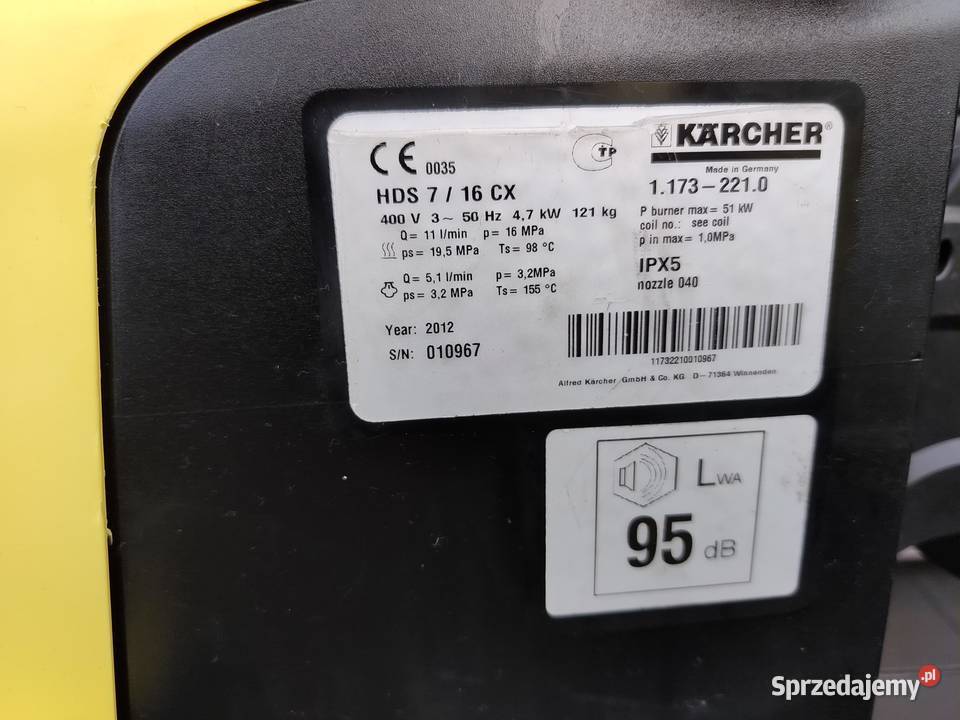 CE 0035
TP
KÄRCHER®
Made in Germany
HDS 7 / 16 CX
1.173-221.0
400 V 3~ 50 Hz 4,7 kW 121 kg
Q= 11 l/min p= 16 MPa
ps= 19,5 MPa Ts= 98 °C
Q= 5,1 l/min p= 3,2MPa
ps= 3,2 MPa Ts= 155 °C
P burner max= 51 kW
coil no.: see coil
p in max= 1,0MPa
IPX5
nozzle 040
Year: 2012
S/N: 010967
11732210010967
Alfred Kärcher GmbH & Co. KG D-71364 Winnenden
LWA
95 dB
Sprzedajemy.pl